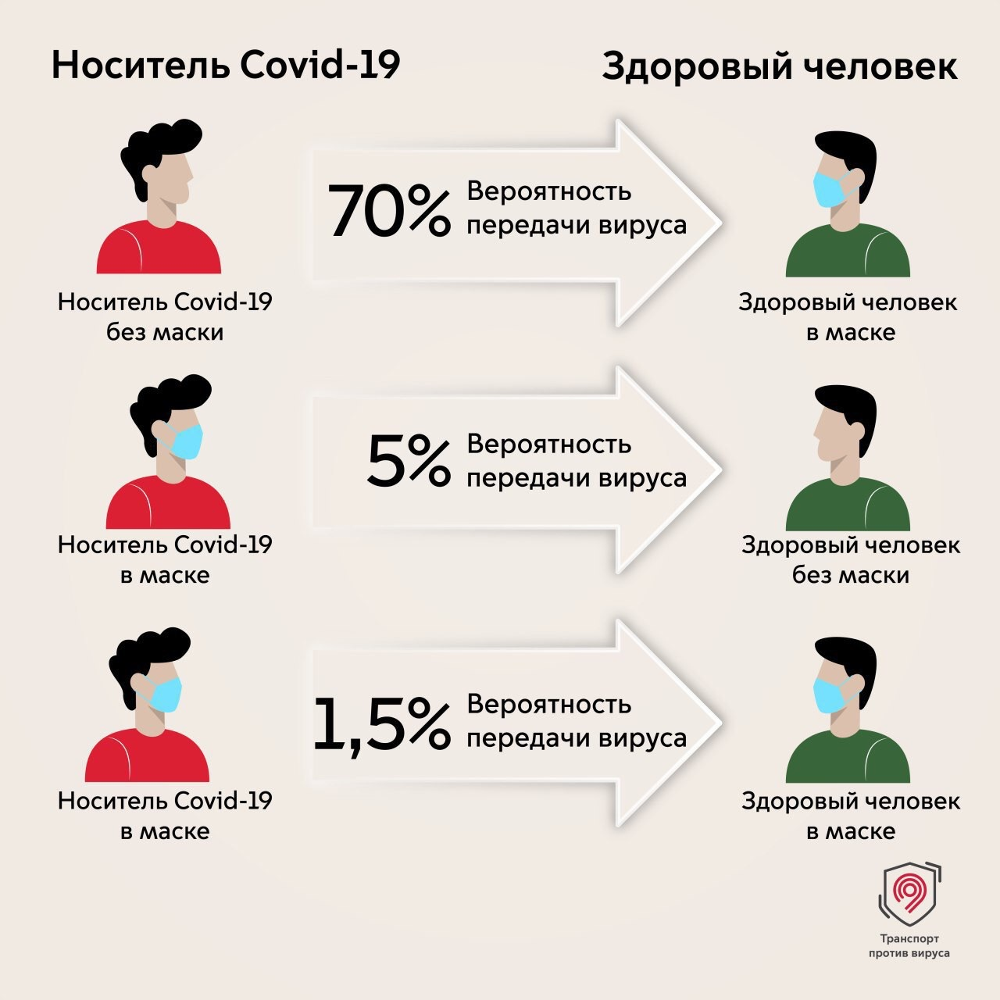 Носитель Covid-19
Здоровый человек
70%
Вероятность
передачи вируса
Носитель Covid-19
без маски
Здоровый человек
в маске
5%
Вероятность
передачи вируса
Носитель Covid-19
в маске
Здоровый человек
без маски
1,5%
Вероятность
передачи вируса
Носитель Covid-19
в маске
Здоровый человек
в маске
Транспорт
против вируса